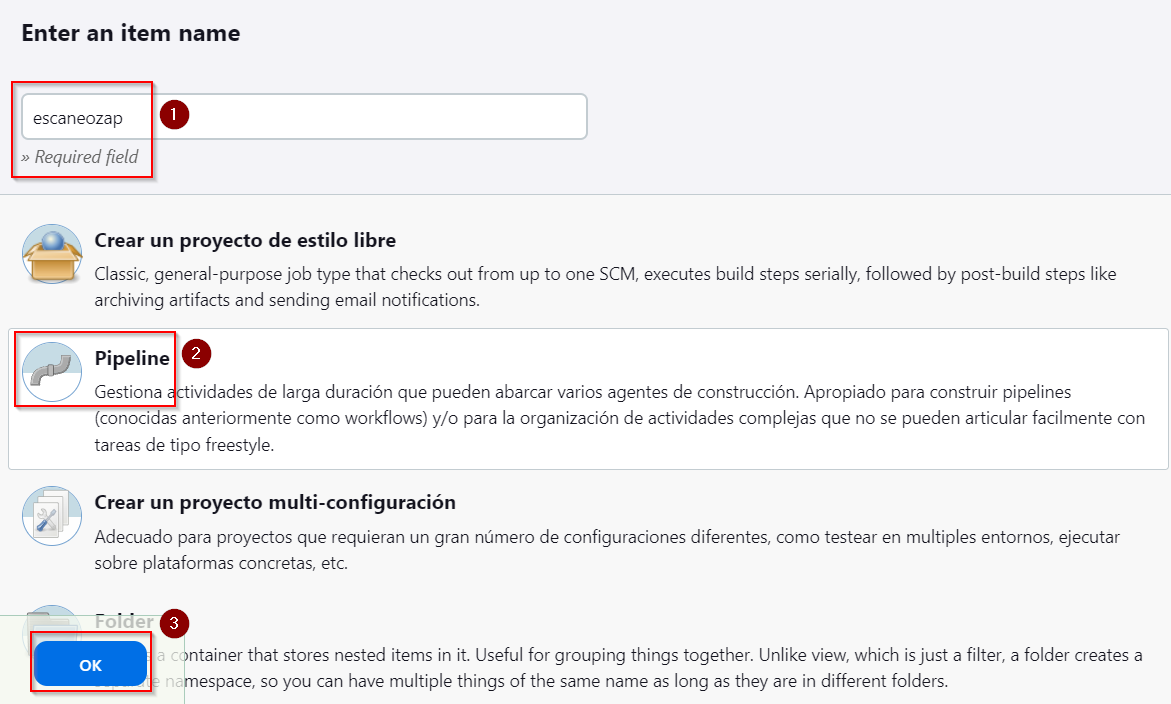 Enter an item name
escaneozap
1
» Required field
Crear un proyecto de estilo libre
Classic, general-purpose job type that checks out from up to one SCM, executes build steps serially, followed by post-build steps like
archiving artifacts and sending email notifications.
Pipeline
2
Gestiona actividades de larga duración que pueden abarcar varios agentes de construcción. Apropiado para construir pipelines
(conocidas anteriormente como workflows) y/o para la organización de actividades complejas que no se pueden articular facilmente con
tareas de tipo freestyle.
Crear un proyecto multi-configuración
Adecuado para proyectos que requieran un gran número de configuraciones diferentes, como testear en multiples entornos, ejecutar
sobre plataformas concretas, etc.
Folder
3
a container that stores nested items in it. Useful for grouping things together. Unlike view, which is just a filter, a folder creates a
OK
namespace, so you can have multiple things of the same name as long as they are in different folders.